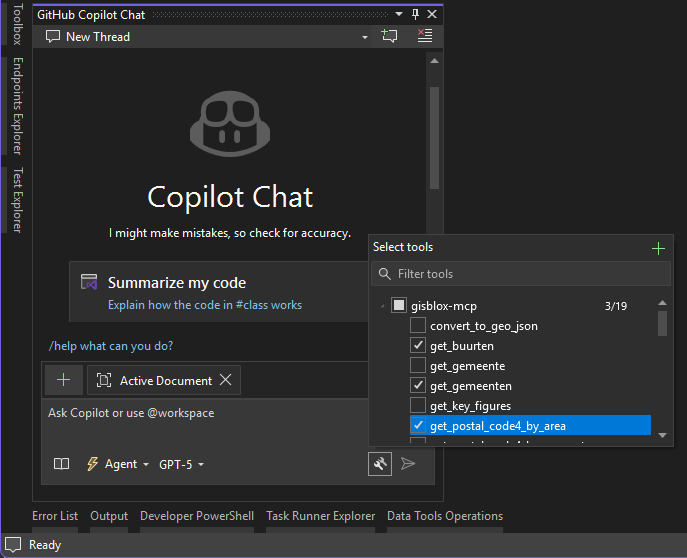 Toolbox
Endpoints Explorer
Test Explorer
GitHub Copilot Chat
New Thread
Copilot Chat
I might make mistakes, so check for accuracy.
Summarize my code
Explain how the code in #class works
/help what can you do?
Active Document
Ask Copilot or use @workspace
Agent
GPT-5
Select tools
Filter tools
gisblox-mcp 3/19
convert_to_geo_json
get_buurten
get_gemeente
get_gemeenten
get_key_figures
get_postal_code4_by_area
Error List Output Developer PowerShell Task Runner Explorer Data Tools Operations
Ready